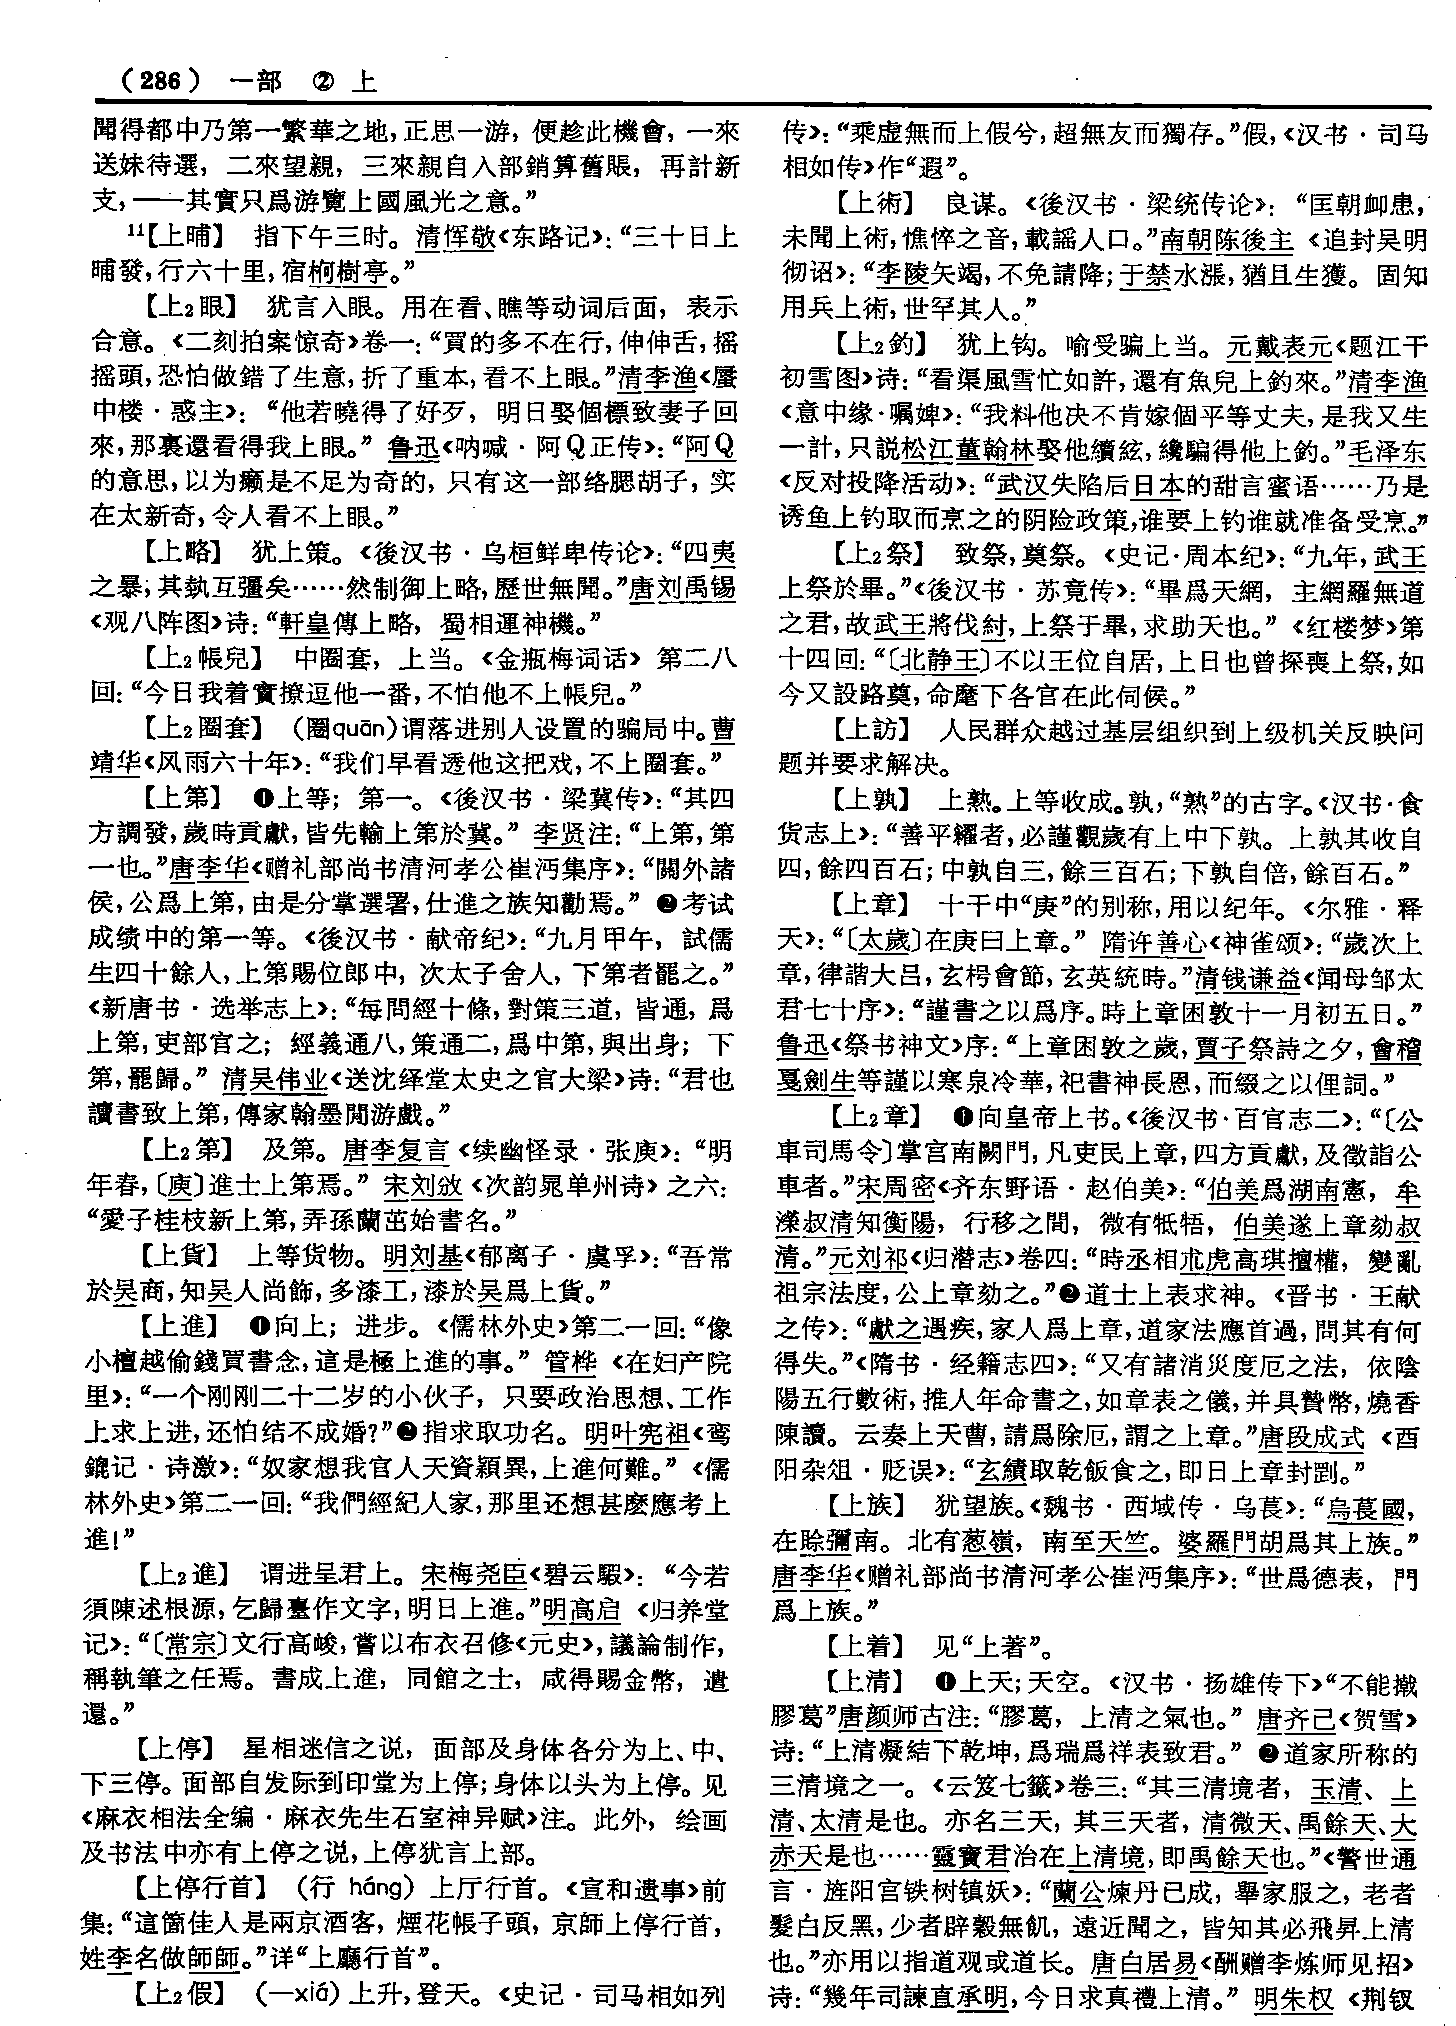 （286） 一部 ② 上
聞得都中乃第一繁華之地，正思一游，便趁此機會，一來
送妹待選，二來望親，三來親自入部銷算舊賬，再計新
支，——其實只爲游覽上國風光之意。”
11【上晡】 指下午三时。清恽敬《东路记》：“三十日上
晡發，行六十里，宿柯樹亭。”
【上2眼】 犹言入眼。用在看、瞧等动词后面，表示
合意。《二刻拍案惊奇》卷一：“買的多不在行，伸伸舌，摇
摇頭，恐怕做錯了生意，折了重本，看不上眼。”清李渔《蜃
中楼·惑主》：“他若曉得了好歹，明日娶個標致妻子回
來，那裏還看得我上眼。”鲁迅《呐喊·阿Q正传》：“阿Q
的意思，以为癞是不足为奇的，只有这一部络腮胡子，实
在太新奇，令人看不上眼。”
【上略】 犹上策。《後汉书·乌桓鲜卑传论》：“四夷
之暴，其埶互彊矣……然制御上略，歷世無聞。”唐刘禹锡
《观八阵图》诗：“軒皇傳上略，蜀相運神機。”
【上2帳兒】 中圈套，上当。《金瓶梅词话》第二八
回：“今日我着實撩逗他一番，不怕他不上帳兒。”
【上2圈套】 （圈quān）谓落进别人设置的骗局中。曹
靖华《风雨六十年》：“我们早看透他这把戏，不上圈套。”
【上第】 ❶上等；第一。《後汉书·梁冀传》：“其四
方調發，歲時貢獻，皆先輸上第於冀。”李贤注：“上第，第
一也。”唐李华《赠礼部尚书清河孝公崔沔集序》：“闕外諸
侯，公爲上第，由是分掌選署，仕進之族知勸焉。”❷考试
成绩中的第一等。《後汉书·献帝纪》：“九月甲午，試儒
生四十餘人，上第賜位郎中，次太子舍人，下第者罷之。”
《新唐书·选举志上》：“每問經十條，對策三道，皆通，爲
上第，吏部官之；經義通八，策通二，爲中第，與出身；下
第，罷歸。”清吴伟业《送沈绎堂太史之官大梁》诗：“君也
讀書致上第，傳家翰墨閒游戲。”
【上2第】 及第。唐李复言《续幽怪录·张庾》：“明
年春，〔庾〕進士上第焉。”宋刘攽《次韵晁单州诗》之六：
“愛子桂枝新上第，弄孫蘭茁始書名。”
【上貨】 上等货物。明刘基《郁离子·虞孚》：“吾常
於吴商，知吴人尚飾，多漆工，漆於吴爲上貨。”
【上進】 ❶向上；进步。《儒林外史》第二一回：“像
小檀越偷錢買書念，這是極上進的事。”管桦《在妇产院
里》：“一个刚刚二十二岁的小伙子，只要政治思想、工作
上求上进，还怕结不成婚？”❷指求取功名。明叶宪祖《鸾
鎞记·诗激》：“奴家想我官人天資穎異，上進何難。”《儒
林外史》第二一回：“我們經紀人家，那里还想甚麽應考上
進！”
【上2進】 谓进呈君上。宋梅尧臣《碧云騢》：“今若
須陳述根源，乞歸臺作文字，明日上進。”明高启《归养堂
记》：“〔常宗〕文行高峻，嘗以布衣召修《元史》，議論制作，
稱執筆之任焉。書成上進，同館之士，咸得賜金幣，遣
還。”
【上停】 星相迷信之说，面部及身体各分为上、中、
下三停。面部自发际到印堂为上停；身体以头为上停。见
《麻衣相法全编·麻衣先生石室神异赋》注。此外，绘画
及书法中亦有上停之说，上停犹言上部。
【上停行首】 （行 háng）上厅行首。《宣和遗事》前
集：“這箇佳人是兩京酒客，煙花帳子頭，京師上停行首，
姓李名做師師。”详“上廳行首”。
【上2假】 （—xiá）上升，登天。《史记·司马相如列
传》：“乘虚無而上假兮，超無友而獨存。”假，《汉书·司马
相如传》作“遐”。
【上術】 良谋。《後汉书·梁统传论》：“匡朝卹患，
未聞上術，憔悴之音，載謡人口。”南朝陈後主《追封吴明
彻诏》：“李陵矢竭，不免請降；于禁水漲，猶且生獲。固知
用兵上術，世罕其人。”
【上2釣】 犹上钩。喻受骗上当。元戴表元《题江干
初雪图》诗：“看渠風雪忙如許，還有魚兒上釣來。”清李渔
《意中缘·嘱婢》：“我料他决不肯嫁個平等丈夫，是我又生
一計，只説松江董翰林娶他續絃，纔騙得他上釣。”毛泽东
《反对投降活动》：“武汉失陷后日本的甜言蜜语……乃是
诱鱼上钓取而烹之的阴险政策，谁要上钓谁就准备受烹。”
【上2祭】 致祭，奠祭。《史记·周本纪》：“九年，武王
上祭於畢。”《後汉书·苏竟传》：“畢爲天網，主網羅無道
之君，故武王將伐紂，上祭于畢，求助天也。”《红楼梦》第
十四回：“〔北静王〕不以王位自居，上日也曾探喪上祭，如
今又設路奠，命麾下各官在此伺候。”
【上訪】 人民群众越过基层组织到上级机关反映问
题并要求解决。
【上孰】 上熟。上等收成。孰，“熟”的古字。《汉书·食
货志上》：“善平糴者，必謹觀歲有上中下孰。上孰其收自
四，餘四百石；中孰自三，餘三百石；下孰自倍，餘百石。”
【上章】 十干中“庚”的别称，用以纪年。《尔雅·释
天》：“〔太歲〕在庚曰上章。”隋许善心《神雀颂》：“歲次上
章，律諧大吕，玄枵會節，玄英統時。”清钱谦益《闻母邹太
君七十序》：“謹書之以爲序。時上章困敦十一月初五日。”
鲁迅《祭书神文》序：“上章困敦之歲，賈子祭詩之夕，會稽
戛劍生等謹以寒泉冷華，祀書神長恩，而綴之以俚詞。”
【上2章】 ❶向皇帝上书。《後汉书·百官志二》：“〔公
車司馬令〕掌宫南闕門，凡吏民上章，四方貢獻，及徵詣公
車者。”宋周密《齐东野语·赵伯美》：“伯美爲湖南憲，牟
濚叔清知衡陽，行移之間，微有牴牾，伯美遂上章劾叔
清。”元刘祁《归潜志》卷四：“時丞相朮虎高琪擅權，變亂
祖宗法度，公上章劾之。”❷道士上表求神。《晋书·王献
之传》：“獻之遇疾，家人爲上章，道家法應首過，問其有何
得失。”《隋书·经籍志四》：“又有諸消災度厄之法，依陰
陽五行數術，推人年命書之，如章表之儀，并具贄幣，燒香
陳讀。云奏上天曹，請爲除厄，謂之上章。”唐段成式《酉
阳杂俎·贬误》：“玄績取乾飯食之，即日上章封剳。”
【上族】 犹望族。《魏书·西域传·乌苌》：“烏萇國，
在賒彌南。北有葱嶺，南至天竺。婆羅門胡爲其上族。”
唐李华《赠礼部尚书清河孝公崔沔集序》：“世爲德表，門
爲上族。”
【上着】 见“上著”。
【上清】 ❶上天；天空。《汉书·扬雄传下》“不能撠
膠葛”唐颜师古注：“膠葛，上清之氣也。”唐齐己《贺雪》
诗：“上清凝結下乾坤，爲瑞爲祥表致君。”❷道家所称的
三清境之一。《云笈七籤》卷三：“其三清境者，玉清、上
清、太清是也。亦名三天，其三天者，清微天、禹餘天、大
赤天是也……靈寶君治在上清境，即禹餘天也。”《警世通
言·旌阳宫铁树镇妖》：“蘭公煉丹已成，舉家服之，老者
髮白反黑，少者辟穀無飢，遠近聞之，皆知其必飛昇上清
也。”亦用以指道观或道长。唐白居易《酬赠李炼师见招》
诗：“幾年司諫直承明，今日求真禮上清。”明朱权《荆钗